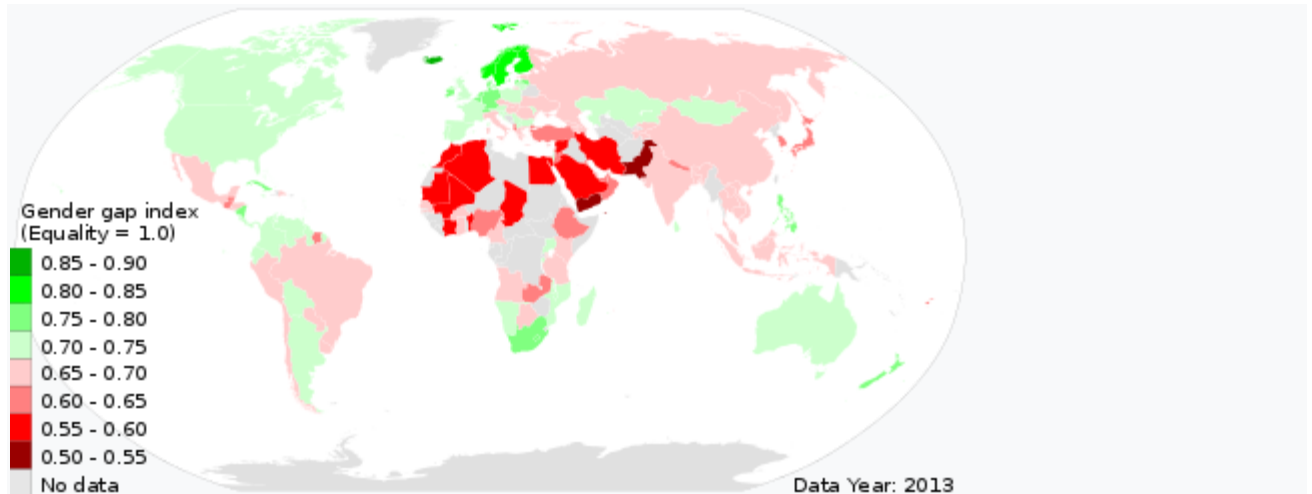 Gender gap index
(Equality = 1.0)
0.85 - 0.90
0.80 - 0.85
0.75 - 0.80
0.70 - 0.75
0.65 - 0.70
0.60 - 0.65
0.55 - 0.60
0.50 - 0.55
No data
Data Year: 2013